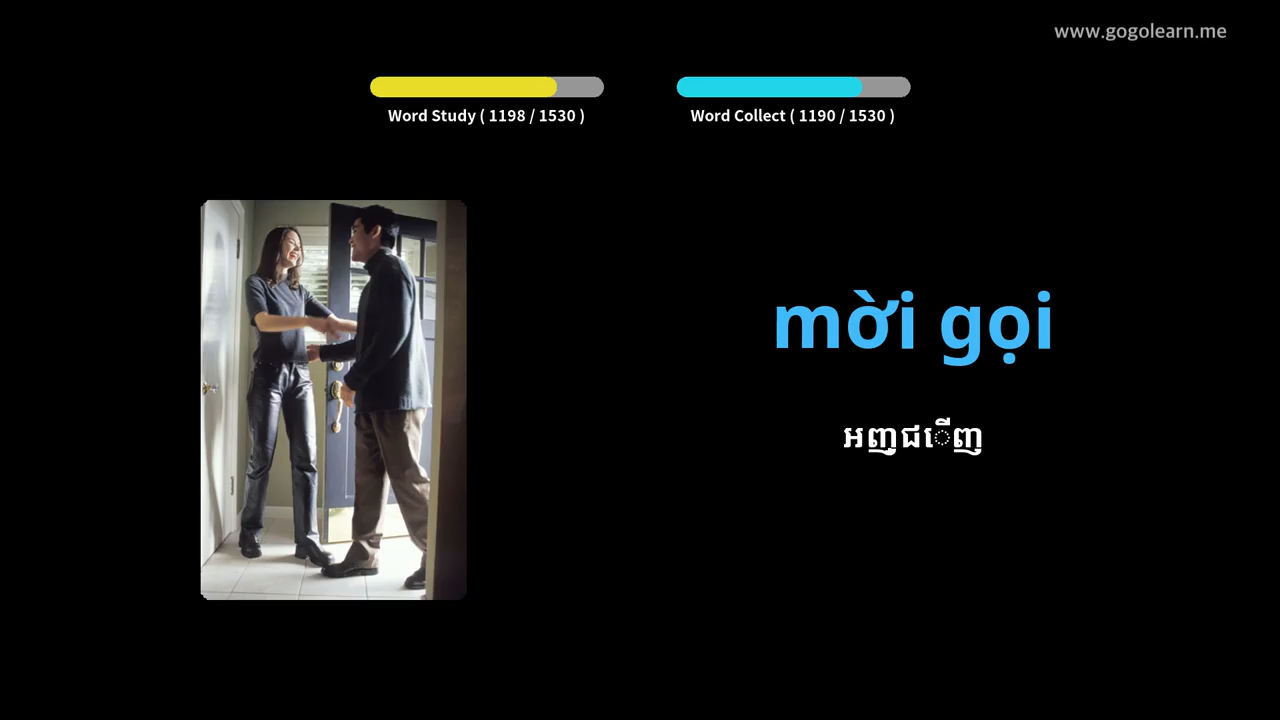 www.gogolearn.me
Word Study ( 1198 / 1530 )
Word Collect ( 1190 / 1530 )
mời gọi
អញ្ជើញ